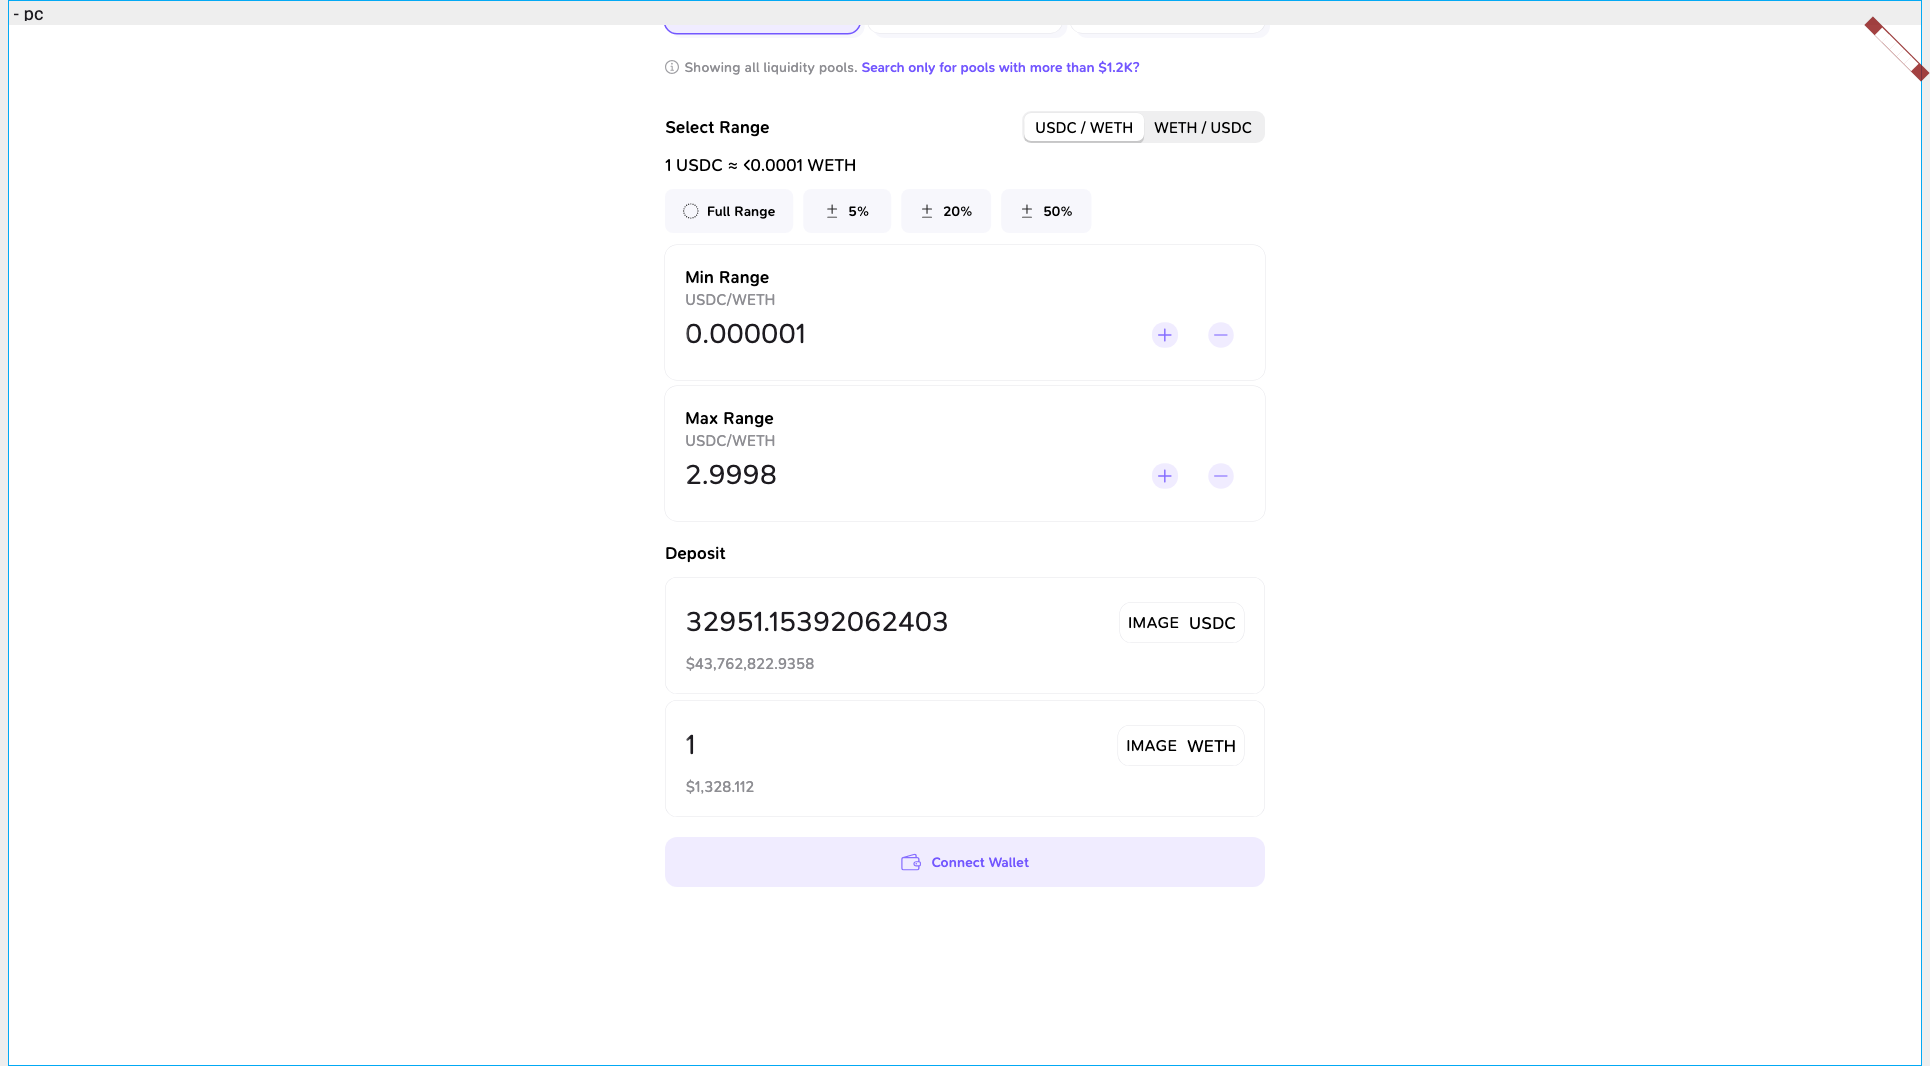 - pc
Showing all liquidity pools. Search only for pools with more than $1.2K?
Select Range
USDC / WETH
WETH / USDC
1 USDC ≈ <0.0001 WETH
Full Range
± 5%
± 20%
± 50%
Min Range
USDC/WETH
0.000001
Max Range
USDC/WETH
2.9998
Deposit
32951.15392062403
IMAGE USDC
$43,762,822.9358
1
IMAGE WETH
$1,328.112
Connect Wallet